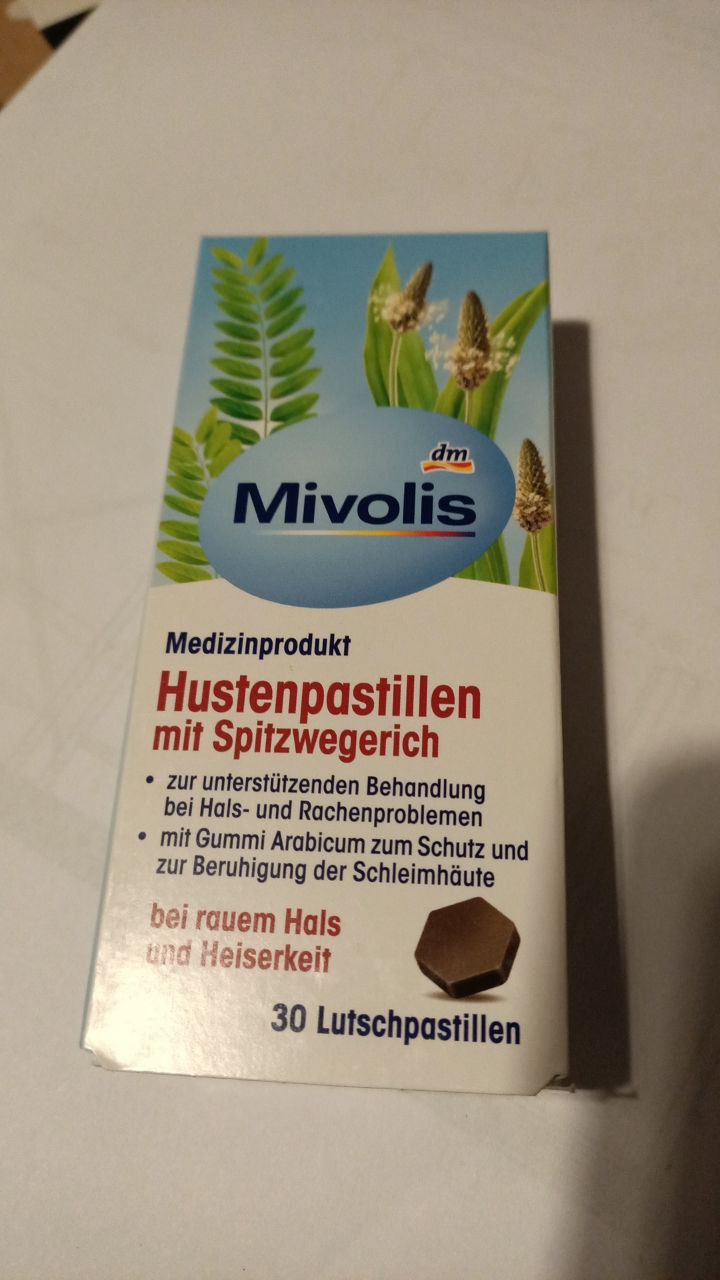 dm
Mivolis
Medizinprodukt
Hustenpastillen
mit Spitzwegerich
• zur unterstützenden Behandlung
bei Hals- und Rachenproblemen
• mit Gummi Arabicum zum Schutz und
zur Beruhigung der Schleimhäute
bei rauem Hals
und Heiserkeit
30 Lutschpastillen